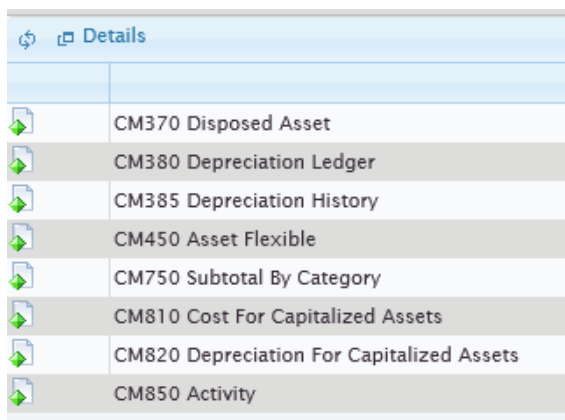 Details
CM370 Disposed Asset
CM380 Depreciation Ledger
CM385 Depreciation History
CM450 Asset Flexible
CM750 Subtotal By Category
CM810 Cost For Capitalized Assets
CM820 Depreciation For Capitalized Assets
CM850 Activity